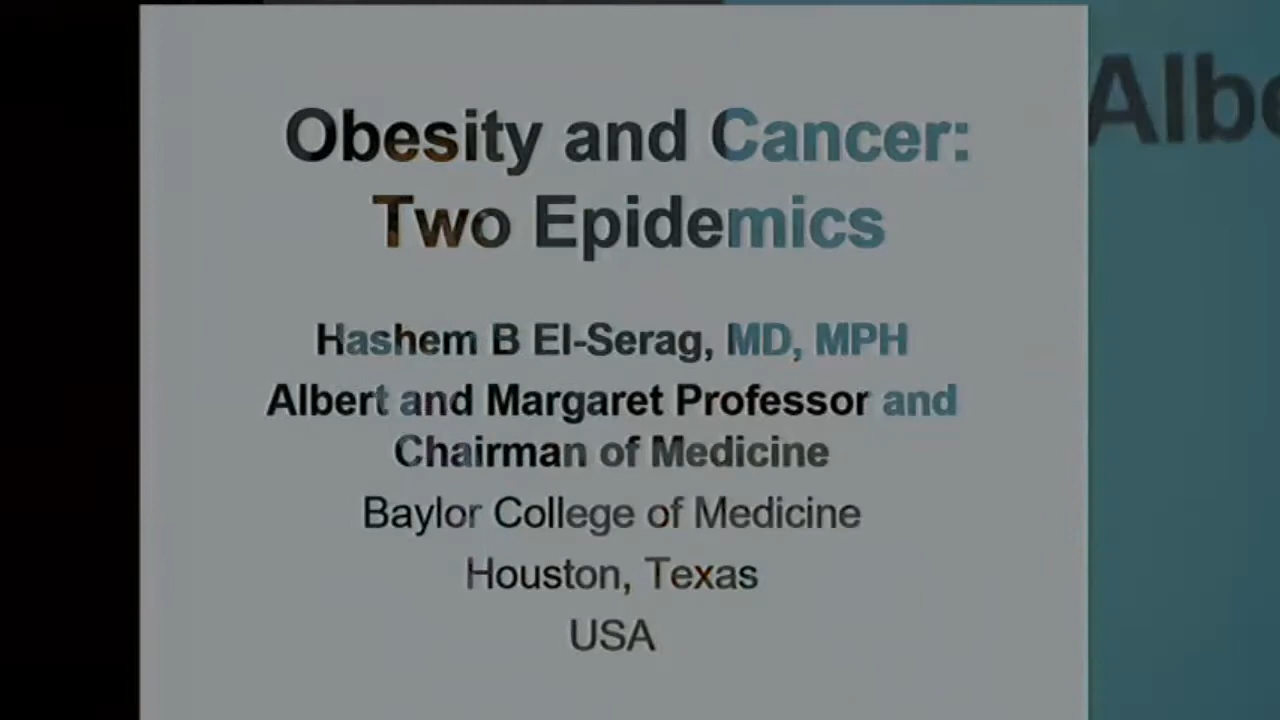 Obesity and Cancer:
Two Epidemics
Hashem B El-Serag, MD, MPH
Albert and Margaret Professor and
Chairman of Medicine
Baylor College of Medicine
Houston, Texas
USA